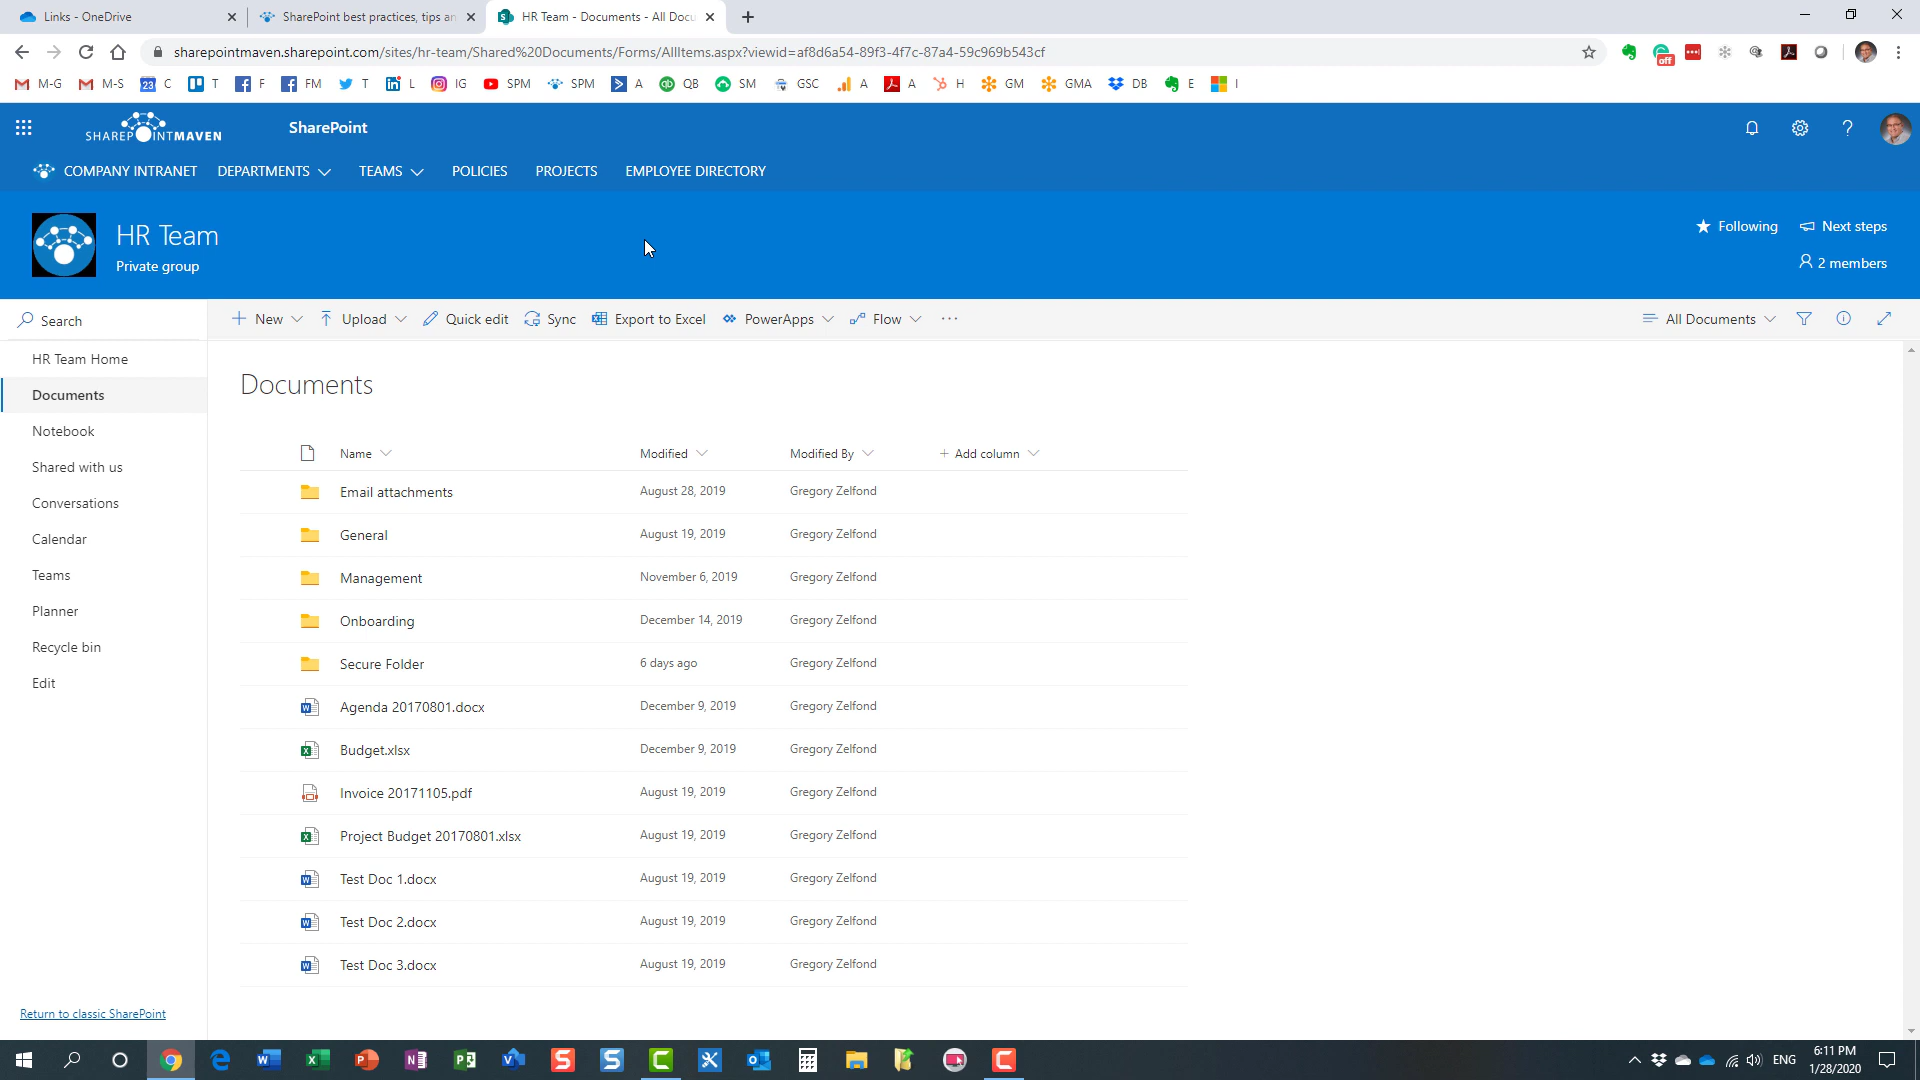 Links - OneDrive
SharePoint best practices, tips an
HR Team - Documents - All Docu
sharepointmaven.sharepoint.com/sites/hr-team/Shared%20Documents/Forms/AllItems.aspx?viewid=af8d6a54-89f3-4f7c-87a4-59c969b543cf
off
M-G M-S 23 C T F FM T L IG SPM SPM A QB SM GSC A A H GM GMA DB E I
SHAREPOINTMAVEN SharePoint
COMPANY INTRANET DEPARTMENTS TEAMS POLICIES PROJECTS EMPLOYEE DIRECTORY
HR Team
Private group
Following Next steps
2 members
Search
New Upload Quick edit Sync Export to Excel PowerApps Flow ... All Documents
HR Team Home
Documents
Notebook
Shared with us
Conversations
Calendar
Teams
Planner
Recycle bin
Edit
Return to classic SharePoint
Documents
Name Modified Modified By + Add column
Email attachments August 28, 2019 Gregory Zelfond
General August 19, 2019 Gregory Zelfond
Management November 6, 2019 Gregory Zelfond
Onboarding December 14, 2019 Gregory Zelfond
Secure Folder 6 days ago Gregory Zelfond
Agenda 20170801.docx December 9, 2019 Gregory Zelfond
Budget.xlsx December 9, 2019 Gregory Zelfond
Invoice 20171105.pdf August 19, 2019 Gregory Zelfond
Project Budget 20170801.xlsx August 19, 2019 Gregory Zelfond
Test Doc 1.docx August 19, 2019 Gregory Zelfond
Test Doc 2.docx August 19, 2019 Gregory Zelfond
Test Doc 3.docx August 19, 2019 Gregory Zelfond
ENG
6:11 PM
1/28/2020